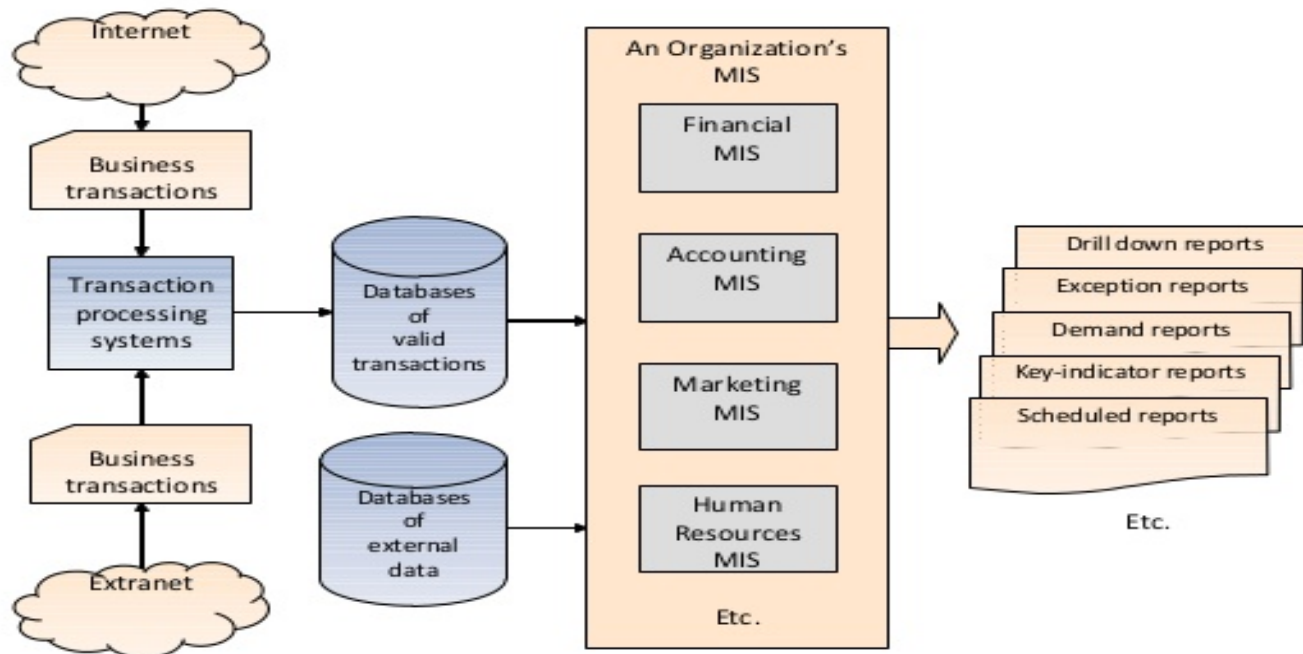 Internet
Business
transactions
Transaction
processing
systems
Business
transactions
Extranet
Databases
of
valid
transactions
Databases
of
external
data
An Organization’s
MIS
Financial
MIS
Accounting
MIS
Marketing
MIS
Human
Resources
MIS
Etc.
Drill down reports
Exception reports
Demand reports
Key-indicator reports
Scheduled reports
Etc.